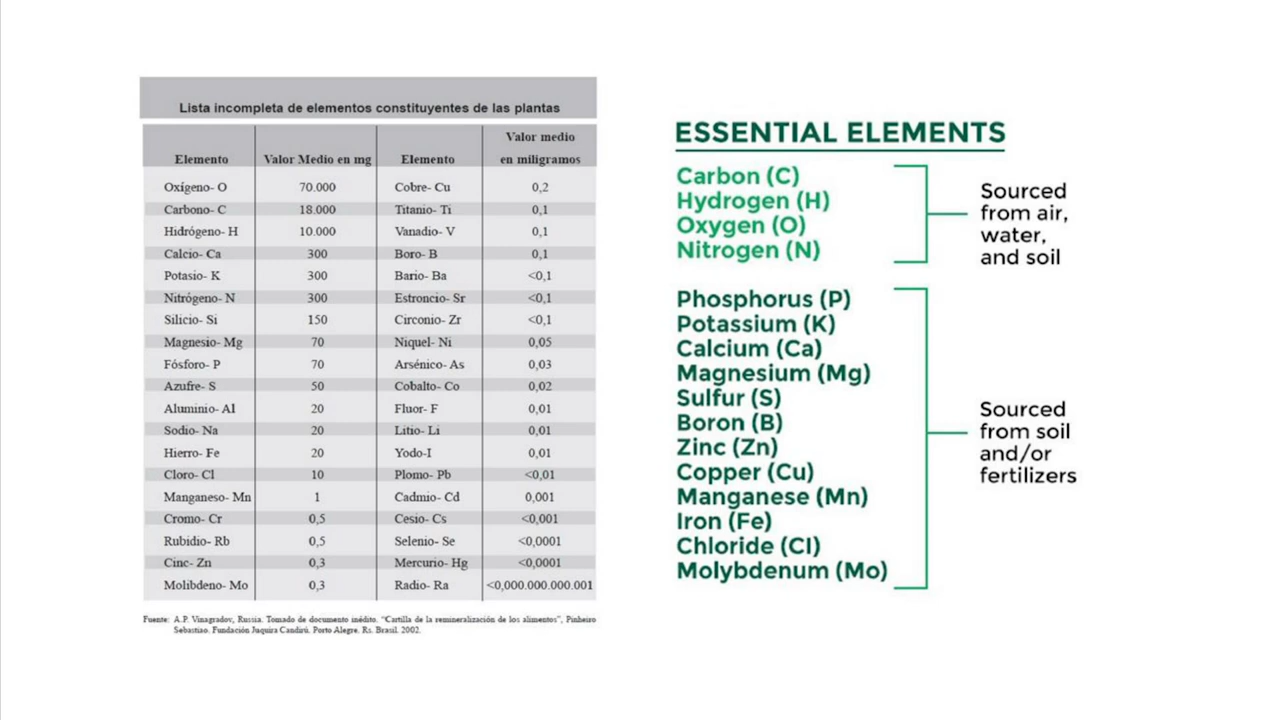 Lista incompleta de elementos constituyentes de las plantas
Elemento Valor Medio en mg Elemento Valor medio en miligramos
Oxígeno- O 70.000 Cobre- Cu 0,2
Carbono- C 18.000 Titanio- Ti 0,1
Hidrógeno- H 10.000 Vanadio- V 0,1
Calcio- Ca 300 Boro- B 0,1
Potasio- K 300 Bario- Ba <0,1
Nitrógeno- N 300 Estroncio- Sr <0,1
Silicio- Si 150 Circonio- Zr <0,1
Magnesio- Mg 70 Niquel- Ni 0,05
Fósforo- P 70 Arsénico- As 0,03
Azufre- S 50 Cobalto- Co 0,02
Aluminio- Al 20 Fluor- F 0,01
Sodio- Na 20 Litio- Li 0,01
Hierro- Fe 20 Yodo-I 0,01
Cloro- Cl 10 Plomo- Pb <0,01
Manganeso- Mn 1 Cadmio- Cd 0,001
Cromo- Cr 0,5 Cesio- Cs <0,001
Rubidio- Rb 0,5 Selenio- Se <0,0001
Cinc- Zn 0,3 Mercurio- Hg <0,0001
Molibdeno- Mo 0,3 Radio- Ra <0,000.000.000.001
Fuente: A.P. Vinagradov, Russia. Tomado de documento inédito. "Cartilla de la remineralización de los alimentos", Pinheiro
Sebastiao. Fundación Juquira Candirú. Porto Alegre. Rs. Brasil. 2002.
ESSENTIAL ELEMENTS
Carbon (C)
Hydrogen (H)
Oxygen (O)
Nitrogen (N)
Sourced
from air,
water,
and soil
Phosphorus (P)
Potassium (K)
Calcium (Ca)
Magnesium (Mg)
Sulfur (S)
Boron (B)
Zinc (Zn)
Copper (Cu)
Manganese (Mn)
Iron (Fe)
Chloride (Cl)
Molybdenum (Mo)
Sourced
from soil
and/or
fertilizers